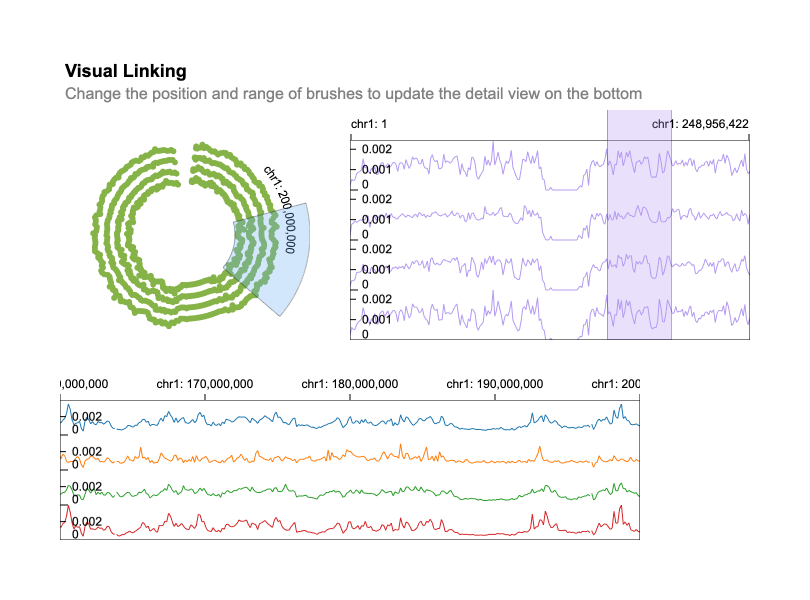 Visual Linking
Change the position and range of brushes to update the detail view on the bottom
chr1: 200,000,000
chr1: 1
chr1: 248,956,422
0.002
0.001
0
0.002
0.001
0
0.002
0.001
0
0.002
0.001
0
0,000,000
chr1: 170,000,000
chr1: 180,000,000
chr1: 190,000,000
chr1: 200
0.002
0
0.002
0
0.002
0
0.002
0